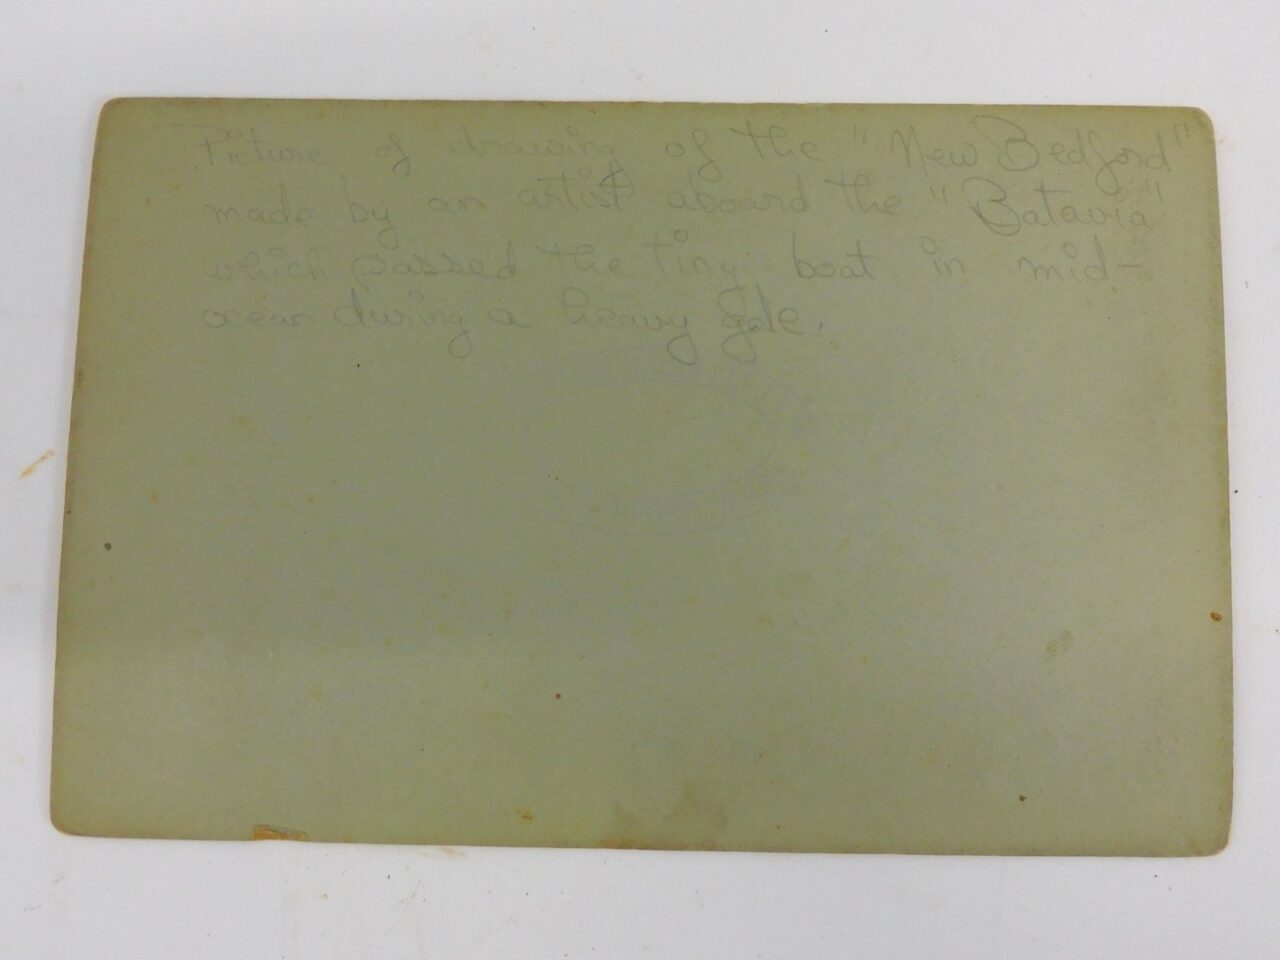 Picture of drawing of the "New Bedford"
made by an artist aboard the "Batavia"
which passed the tiny boat in mid-
ocean during a heavy gale.